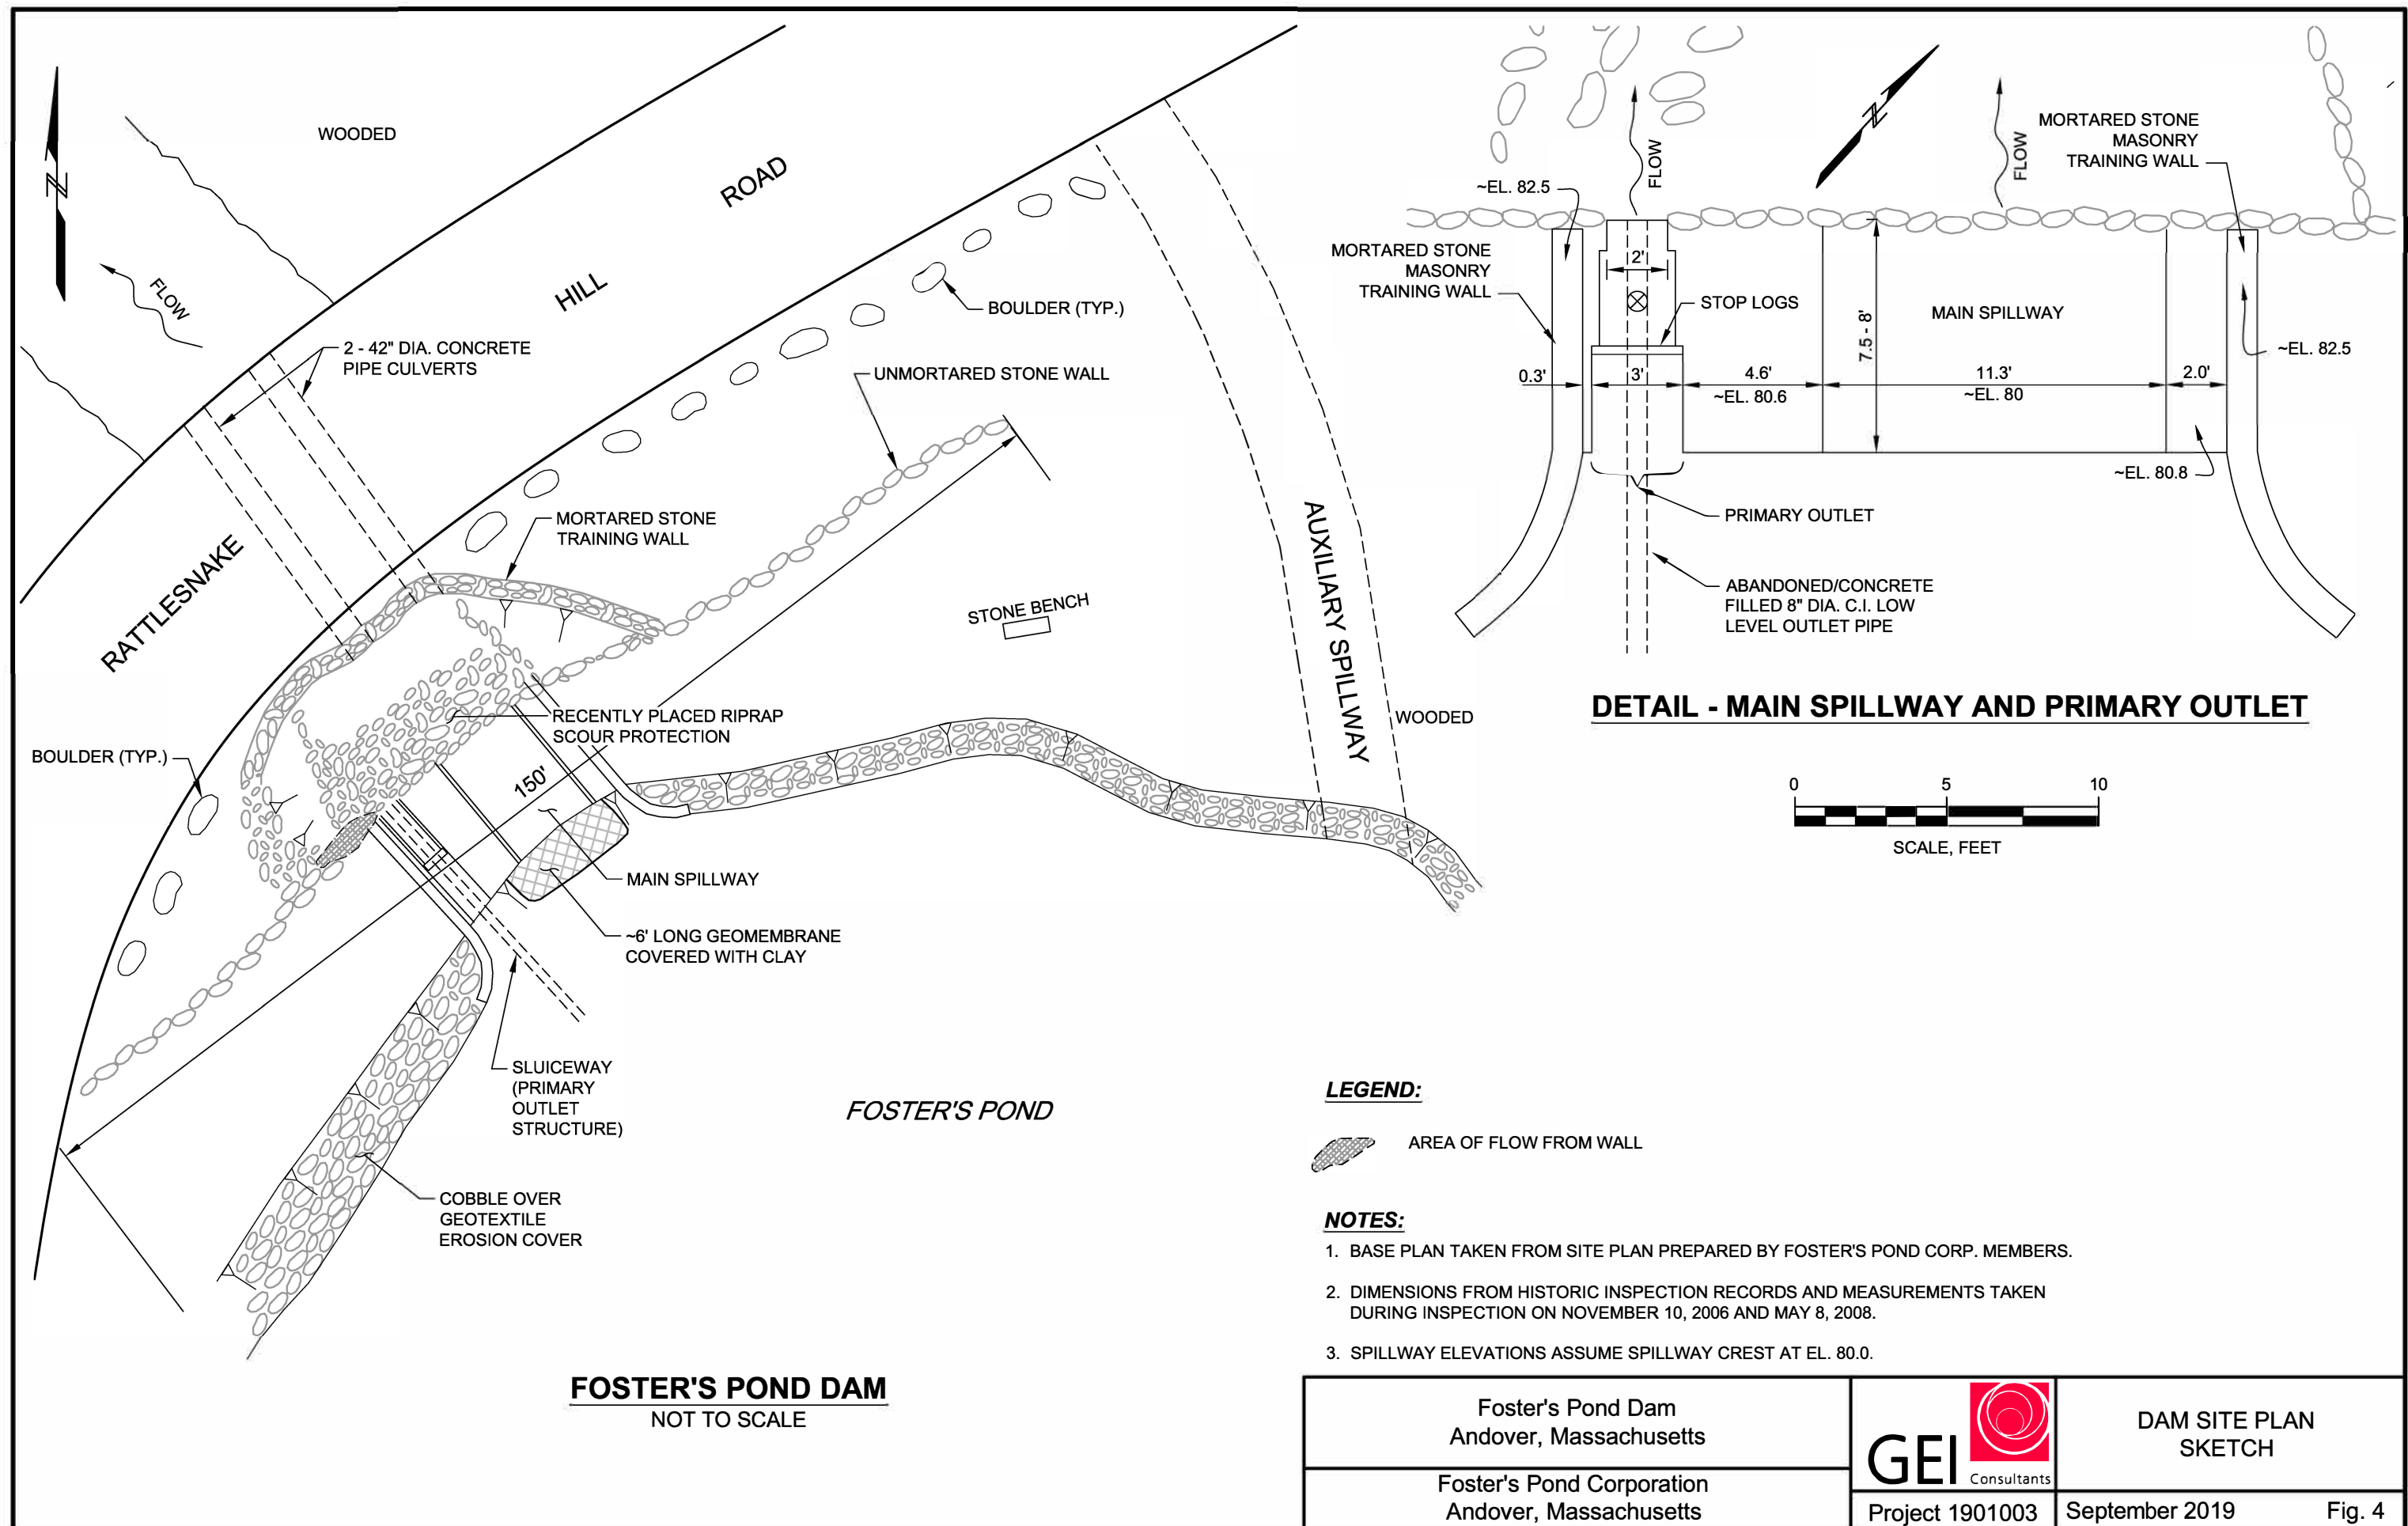 WOODED
N
FLOW
ROAD
HILL
RATTLESNAKE
2 - 42" DIA. CONCRETE
PIPE CULVERTS
BOULDER (TYP.)
UNMORTARED STONE WALL
MORTARED STONE
TRAINING WALL
STONE BENCH
AUXILIARY SPILLWAY
WOODED
RECENTLY PLACED RIPRAP
SCOUR PROTECTION
BOULDER (TYP.)
150'
MAIN SPILLWAY
~6' LONG GEOMEMBRANE
COVERED WITH CLAY
SLUICEWAY
(PRIMARY
OUTLET
STRUCTURE)
FOSTER'S POND
COBBLE OVER
GEOTEXTILE
EROSION COVER
FOSTER'S POND DAM
NOT TO SCALE
N
FLOW
FLOW
MORTARED STONE
MASONRY
TRAINING WALL
~EL. 82.5
MORTARED STONE
MASONRY
TRAINING WALL
2'
STOP LOGS
MAIN SPILLWAY
7.5 - 8'
~EL. 82.5
0.3'
3'
4.6'
~EL. 80.6
11.3'
~EL. 80
2.0'
~EL. 80.8
PRIMARY OUTLET
ABANDONED/CONCRETE
FILLED 8" DIA. C.I. LOW
LEVEL OUTLET PIPE
DETAIL - MAIN SPILLWAY AND PRIMARY OUTLET
0 5 10
SCALE, FEET
LEGEND:
AREA OF FLOW FROM WALL
NOTES:
1. BASE PLAN TAKEN FROM SITE PLAN PREPARED BY FOSTER'S POND CORP. MEMBERS.
2. DIMENSIONS FROM HISTORIC INSPECTION RECORDS AND MEASUREMENTS TAKEN
DURING INSPECTION ON NOVEMBER 10, 2006 AND MAY 8, 2008.
3. SPILLWAY ELEVATIONS ASSUME SPILLWAY CREST AT EL. 80.0.
Foster's Pond Dam
Andover, Massachusetts
Foster's Pond Corporation
Andover, Massachusetts
GEI Consultants
Project 1901003
DAM SITE PLAN
SKETCH
September 2019 Fig. 4